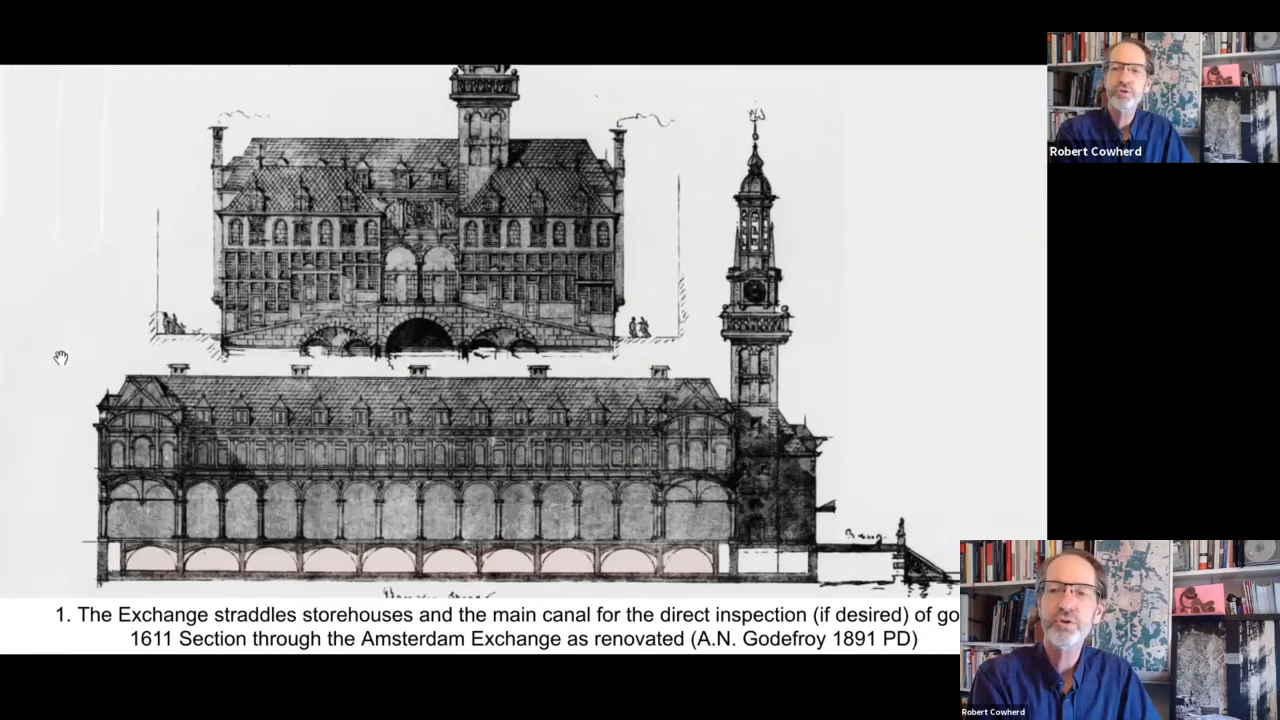 Robert Cowherd
1. The Exchange straddles storehouses and the main canal for the direct inspection (if desired) of go
1611 Section through the Amsterdam Exchange as renovated (A.N. Godefroy 1891 PD)
Robert Cowherd